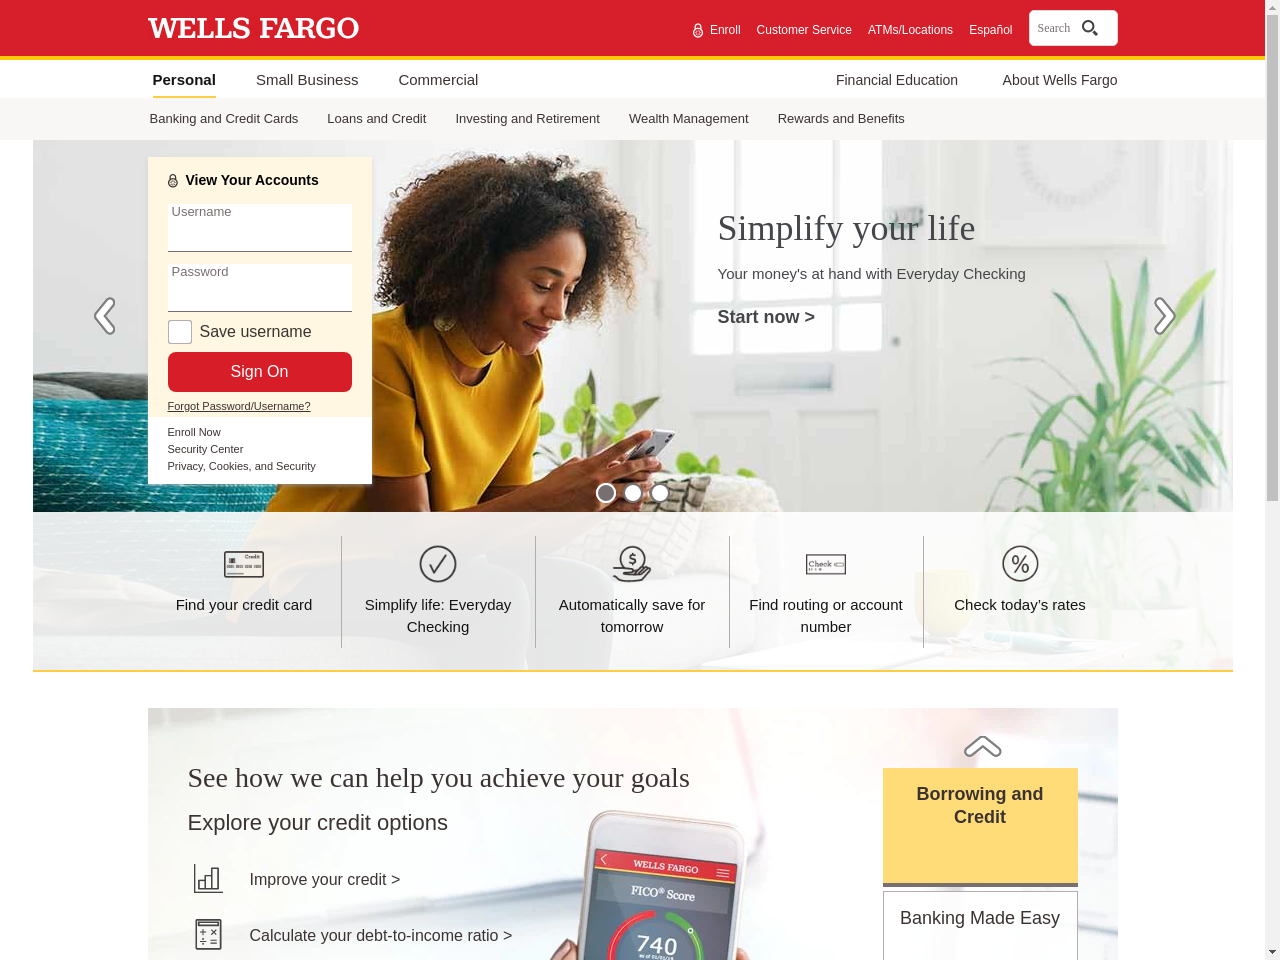 WELLS FARGO
Enroll
Customer Service
ATMs/Locations
Español
Search
Personal
Small Business
Commercial
Financial Education
About Wells Fargo
Banking and Credit Cards
Loans and Credit
Investing and Retirement
Wealth Management
Rewards and Benefits
View Your Accounts
Username
Password
Save username
Sign On
Forgot Password/Username?
Enroll Now
Security Center
Privacy, Cookies, and Security
Simplify your life
Your money's at hand with Everyday Checking
Start now >
Credit
Find your credit card
Simplify life: Everyday
Checking
$
Automatically save for
tomorrow
Check
Find routing or account
number
%
Check today’s rates
See how we can help you achieve your goals
Explore your credit options
Improve your credit >
Calculate your debt-to-income ratio >
WELLS FARGO
FICO® Score
740
as of 01/01/18
Borrowing and
Credit
Banking Made Easy